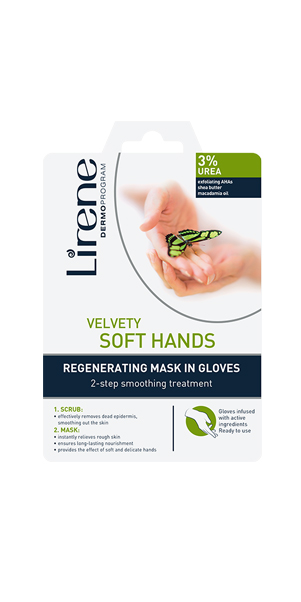 Lirene
DERMOPROGRAM
3%
UREA
exfoliating AHAs
shea butter
macadamia oil
VELVETY
SOFT HANDS
REGENERATING MASK IN GLOVES
2-step smoothing treatment
1. SCRUB:
• effectively removes dead epidermis,
smoothing out the skin
2. MASK:
• instantly relieves rough skin
• ensures long-lasting nourishment
• provides the effect of soft and delicate hands
Gloves infused
with active
ingredients
Ready to use